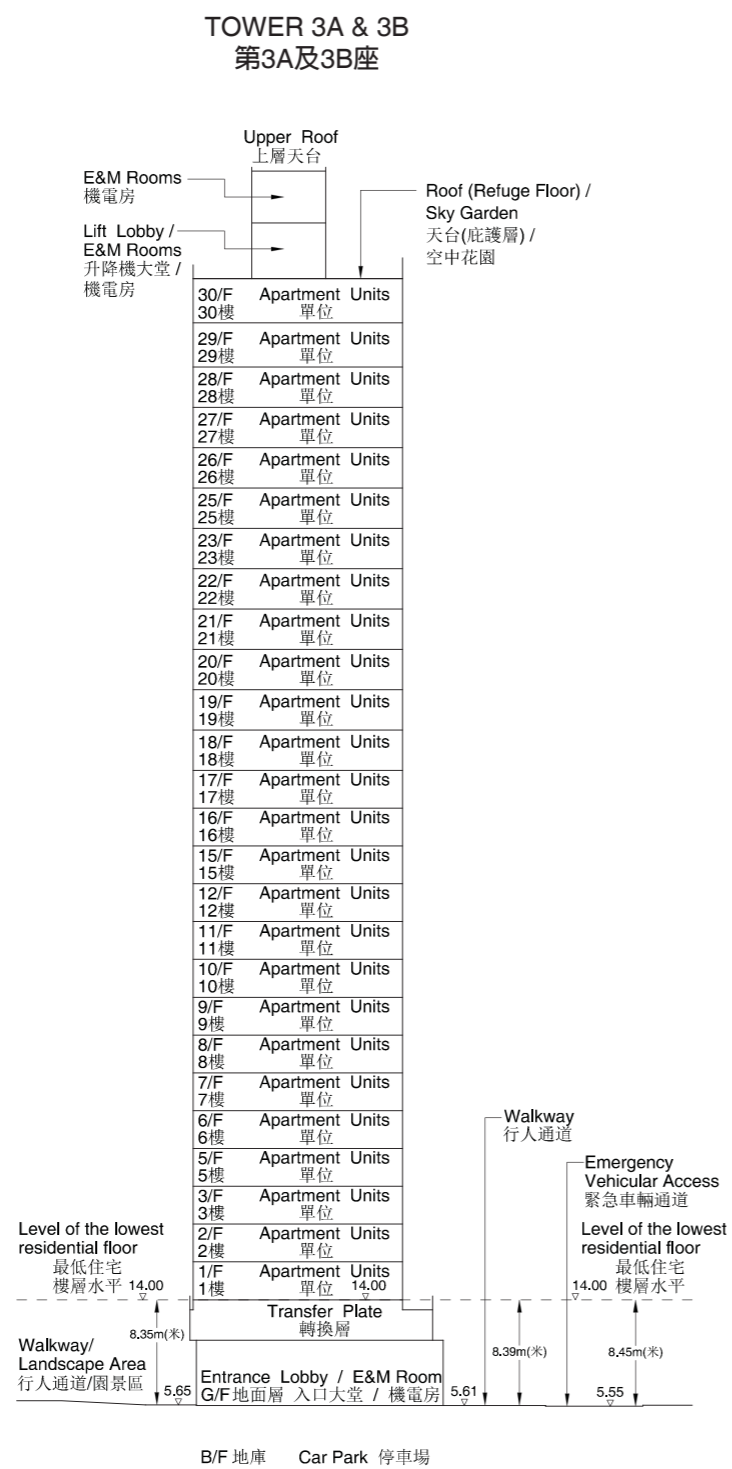 TOWER 3A & 3B
第3A及3B座
Upper Roof
上層天台
E&M Rooms
機電房
Lift Lobby /
E&M Rooms
升降機大堂 /
機電房
Roof (Refuge Floor) /
Sky Garden
天台(庇護層) /
空中花園
30/F Apartment Units
30樓 單位
29/F Apartment Units
29樓 單位
28/F Apartment Units
28樓 單位
27/F Apartment Units
27樓 單位
26/F Apartment Units
26樓 單位
25/F Apartment Units
25樓 單位
23/F Apartment Units
23樓 單位
22/F Apartment Units
22樓 單位
21/F Apartment Units
21樓 單位
20/F Apartment Units
20樓 單位
19/F Apartment Units
19樓 單位
18/F Apartment Units
18樓 單位
17/F Apartment Units
17樓 單位
16/F Apartment Units
16樓 單位
15/F Apartment Units
15樓 單位
12/F Apartment Units
12樓 單位
11/F Apartment Units
11樓 單位
10/F Apartment Units
10樓 單位
9/F Apartment Units
9樓 單位
8/F Apartment Units
8樓 單位
7/F Apartment Units
7樓 單位
6/F Apartment Units
6樓 單位
5/F Apartment Units
5樓 單位
3/F Apartment Units
3樓 單位
2/F Apartment Units
2樓 單位
1/F Apartment Units
1樓 單位 14.00
Walkway
行人通道
Emergency
Vehicular Access
緊急車輛通道
Level of the lowest
residential floor
最低住宅
樓層水平 14.00
Level of the lowest
residential floor
最低住宅
14.00 樓層水平
Transfer Plate
轉換層
8.35m(米)
8.39m(米)
8.45m(米)
Walkway/
Landscape Area
行人通道/園景區
5.65
Entrance Lobby / E&M Room
G/F地面層 入口大堂 / 機電房
5.61
5.55
B/F 地庫 Car Park 停車場